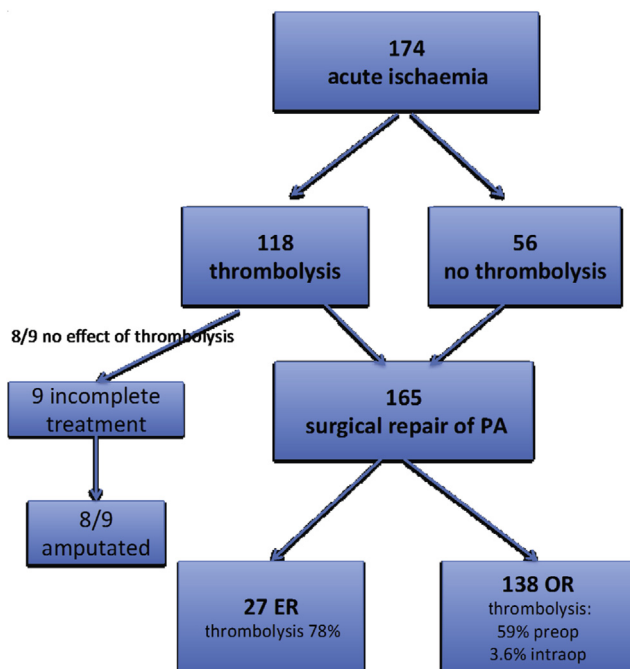 174
acute ischaemia
118
thrombolysis
56
no thrombolysis
8/9 no effect of thrombolysis
9 incomplete
treatment
165
surgical repair of PA
8/9
amputated
27 ER
thrombolysis 78%
138 OR
thrombolysis:
59% preop
3.6% intraop